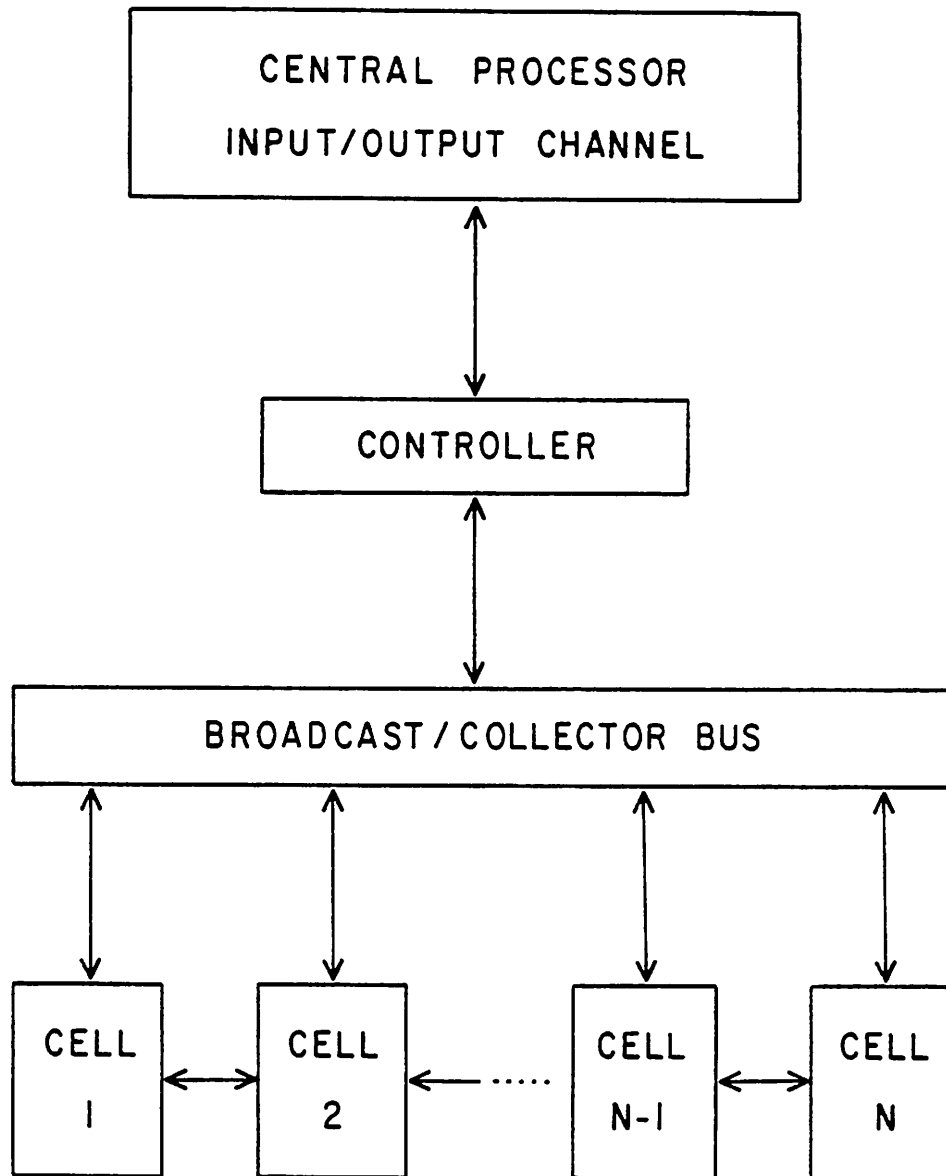 CENTRAL PROCESSOR
INPUT/OUTPUT CHANNEL
CONTROLLER
BROADCAST/COLLECTOR BUS
CELL
1
CELL
2
.....
CELL
N-1
CELL
N